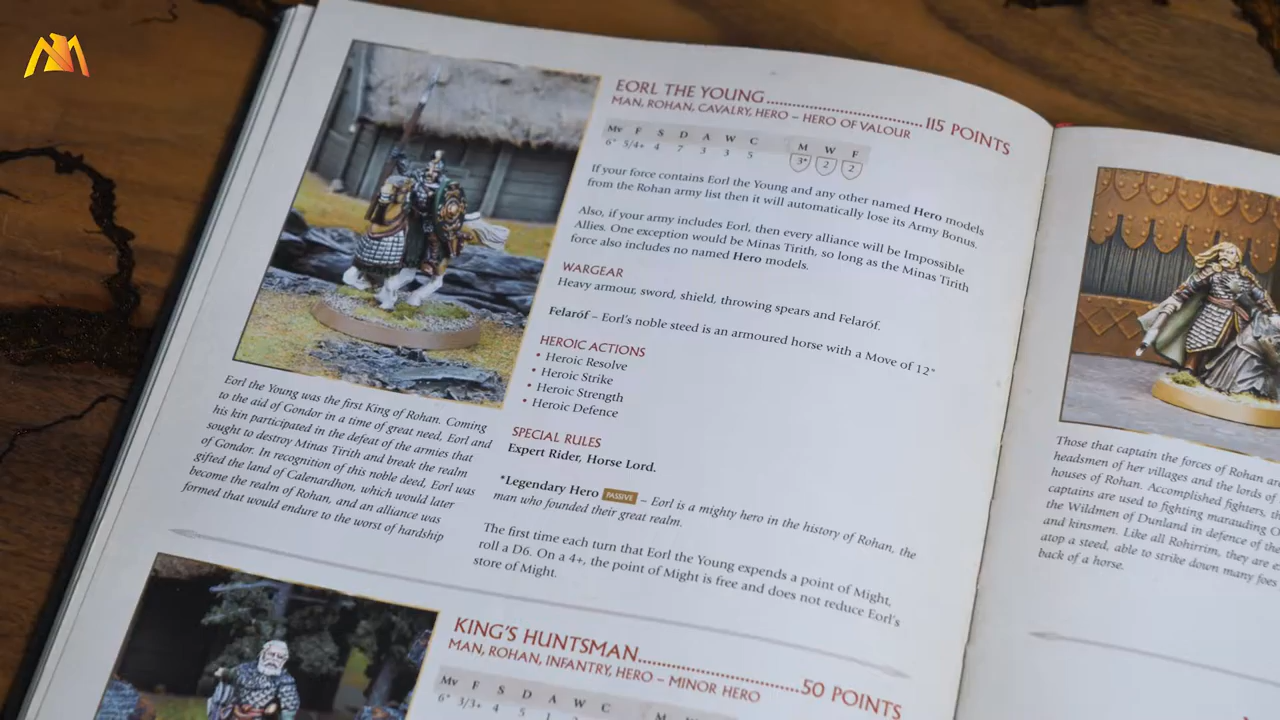 EORL THE YOUNG....................................115 POINTS
MAN, ROHAN, CAVALRY, HERO – HERO OF VALOUR
Mv F S D A W C M W F
6" 5/4+ 4 7 3 3 5 3* 2 2
If your force contains Eorl the Young and any other named Hero models
from the Rohan army list then it will automatically lose its Army Bonus.
Also, if your army includes Eorl, then every alliance will be Impossible
Allies. One exception would be Minas Tirith, so long as the Minas Tirith
force also includes no named Hero models.
WARGEAR
Heavy armour, sword, shield, throwing spears and Felaróf.
Felaróf – Eorl's noble steed is an armoured horse with a Move of 12"
HEROIC ACTIONS
• Heroic Resolve
• Heroic Strike
• Heroic Strength
• Heroic Defence
SPECIAL RULES
Expert Rider, Horse Lord.
*Legendary Hero PASSIVE – Eorl is a mighty hero in the history of Rohan, the
man who founded their great realm.
The first time each turn that Eorl the Young expends a point of Might,
roll a D6. On a 4+, the point of Might is free and does not reduce Eorl's
store of Might.
Eorl the Young was the first King of Rohan. Coming
to the aid of Gondor in a time of great need, Eorl and
his kin participated in the defeat of the armies that
sought to destroy Minas Tirith and break the realm
of Gondor. In recognition of this noble deed, Eorl was
gifted the land of Calenardhon, which would later
become the realm of Rohan, and an alliance was
formed that would endure to the worst of hardship
KING'S HUNTSMAN....................................50 POINTS
MAN, ROHAN, INFANTRY, HERO – MINOR HERO
Mv F S D A W C M W F
6" 3/3+ 4 5
Those that captain the forces of Rohan
headsmen of her villages and the lords of
houses of Rohan. Accomplished fighters,
captains are used to fighting marauding
the Wildmen of Dunland in defence of
and kinsmen. Like all Rohirrim, they are
atop a steed, able to strike down many foes
back of a horse.